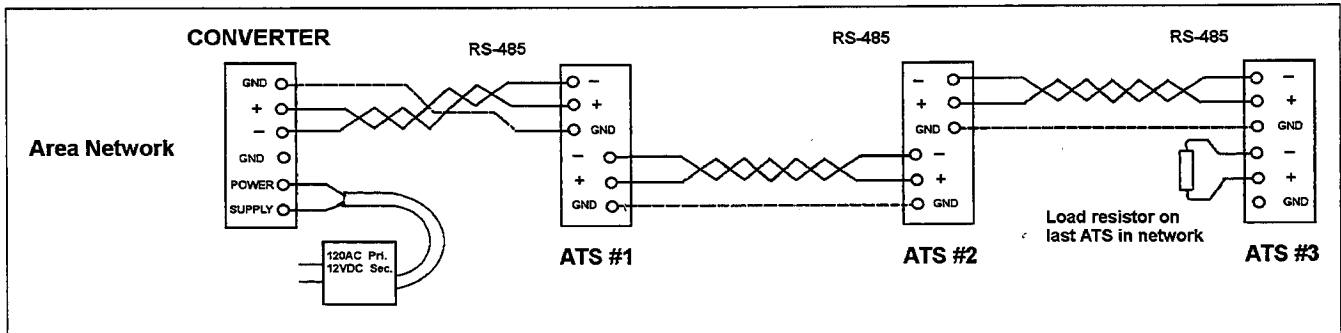 CONVERTER
RS-485
RS-485
RS-485
Area Network
GND
+
−
GND
POWER
SUPPLY
120AC Pri.
12VDC Sec.
−
+
GND
−
+
GND
ATS #1
−
+
GND
−
+
GND
ATS #2
−
+
GND
−
+
GND
ATS #3
Load resistor on
last ATS in network